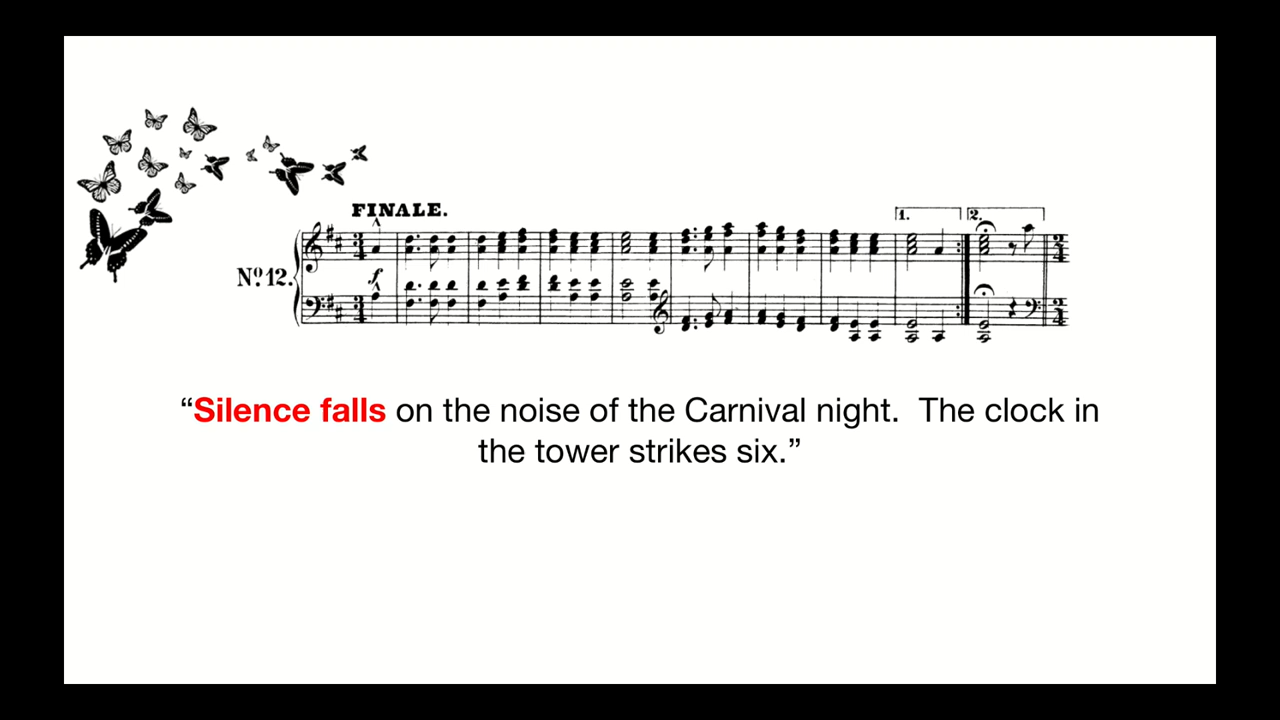 FINALE.
1. 2.
Nº 12.
f
“Silence falls on the noise of the Carnival night.  The clock in
the tower strikes six.”